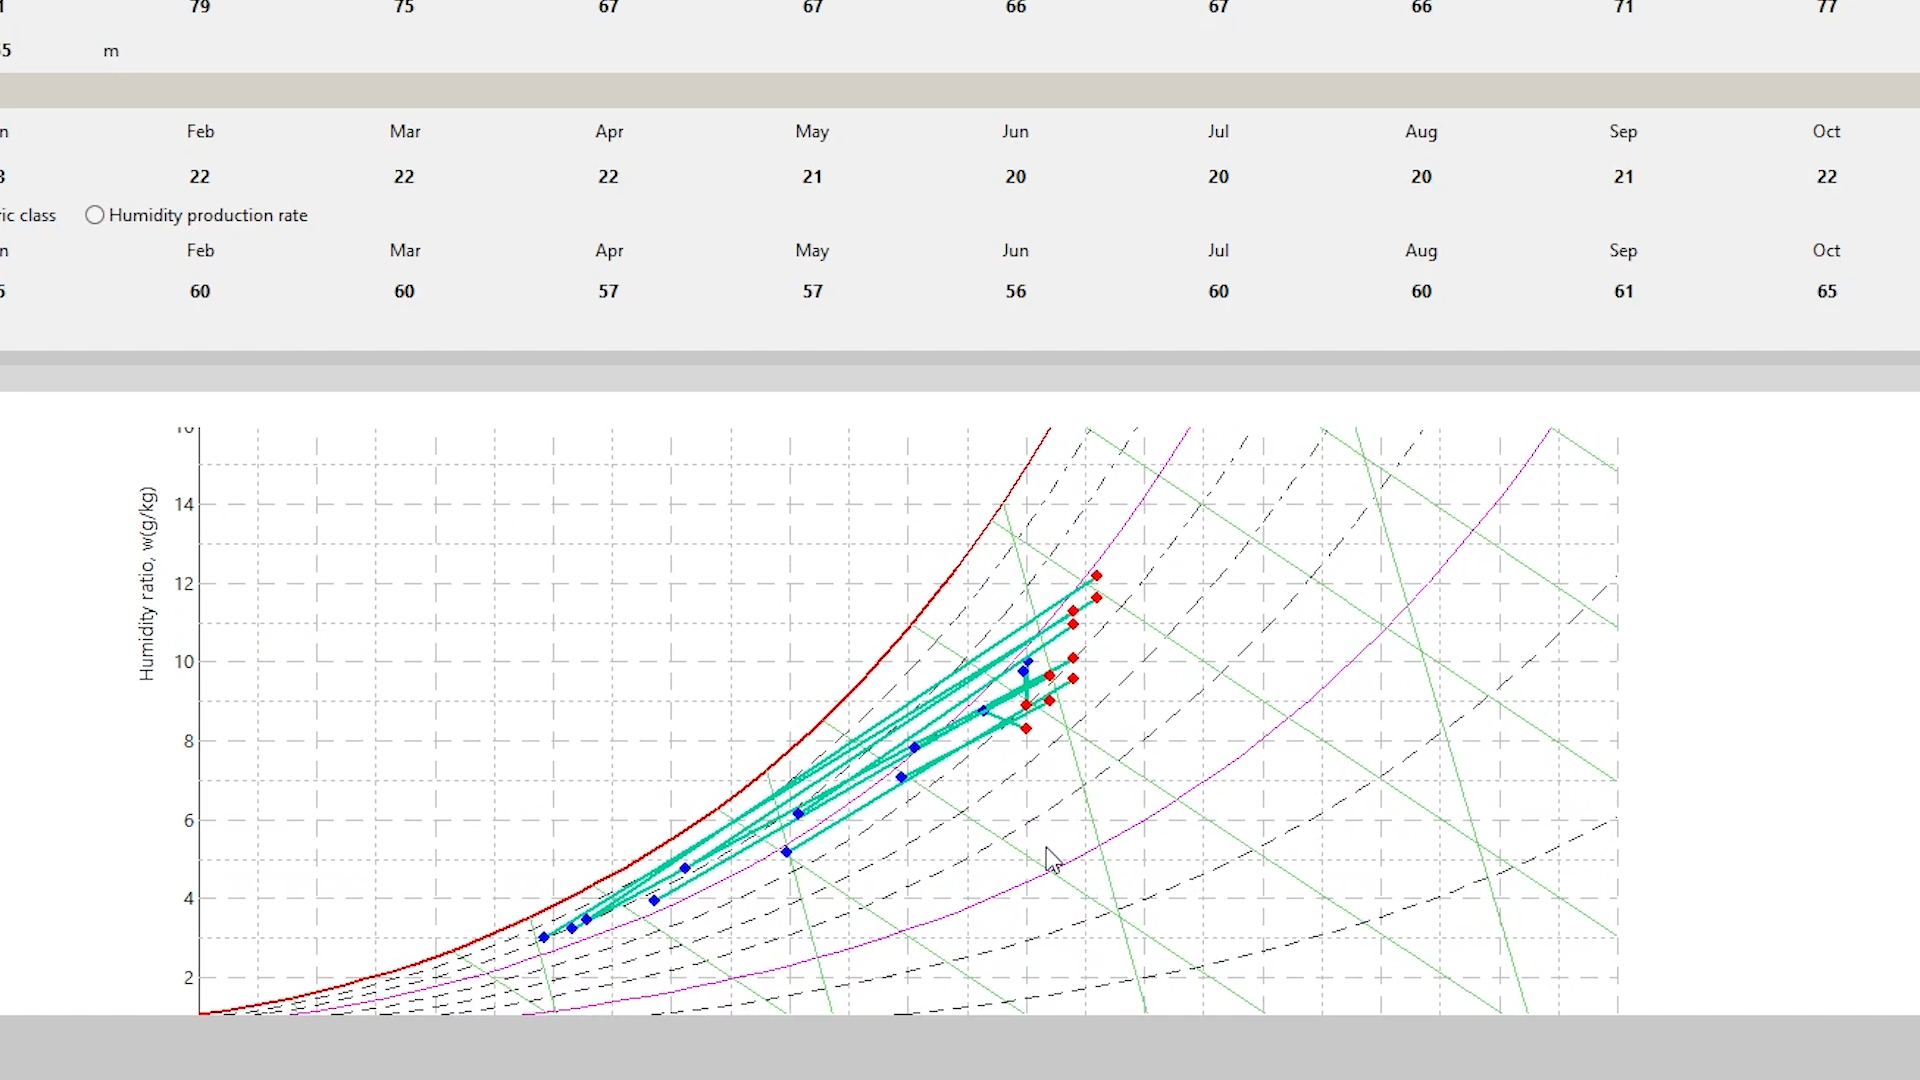 79 75 67 67 66 67 66 71 77
m
Feb Mar Apr May Jun Jul Aug Sep Oct
22 22 22 21 20 20 20 21 22
ric class Humidity production rate
Feb Mar Apr May Jun Jul Aug Sep Oct
60 60 57 57 56 60 60 61 65
Humidity ratio, w(g/kg)
14
12
10
8
6
4
2